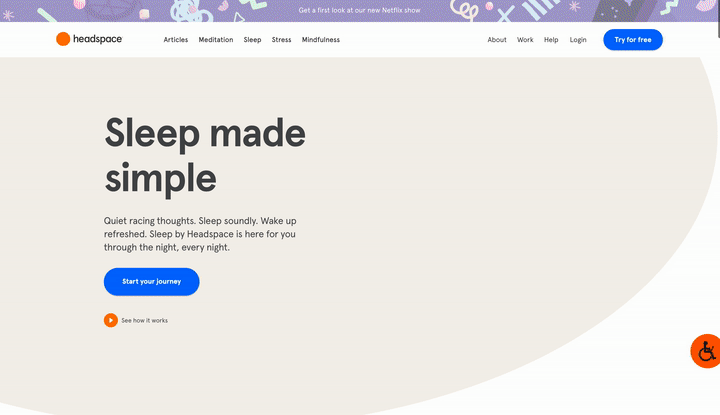 Get a first look at our new Netflix show
headspace
Articles Meditation Sleep Stress Mindfulness
About Work Help Login Try for free
Sleep made
simple
Quiet racing thoughts. Sleep soundly. Wake up
refreshed. Sleep by Headspace is here for you
through the night, every night.
Start your journey
See how it works